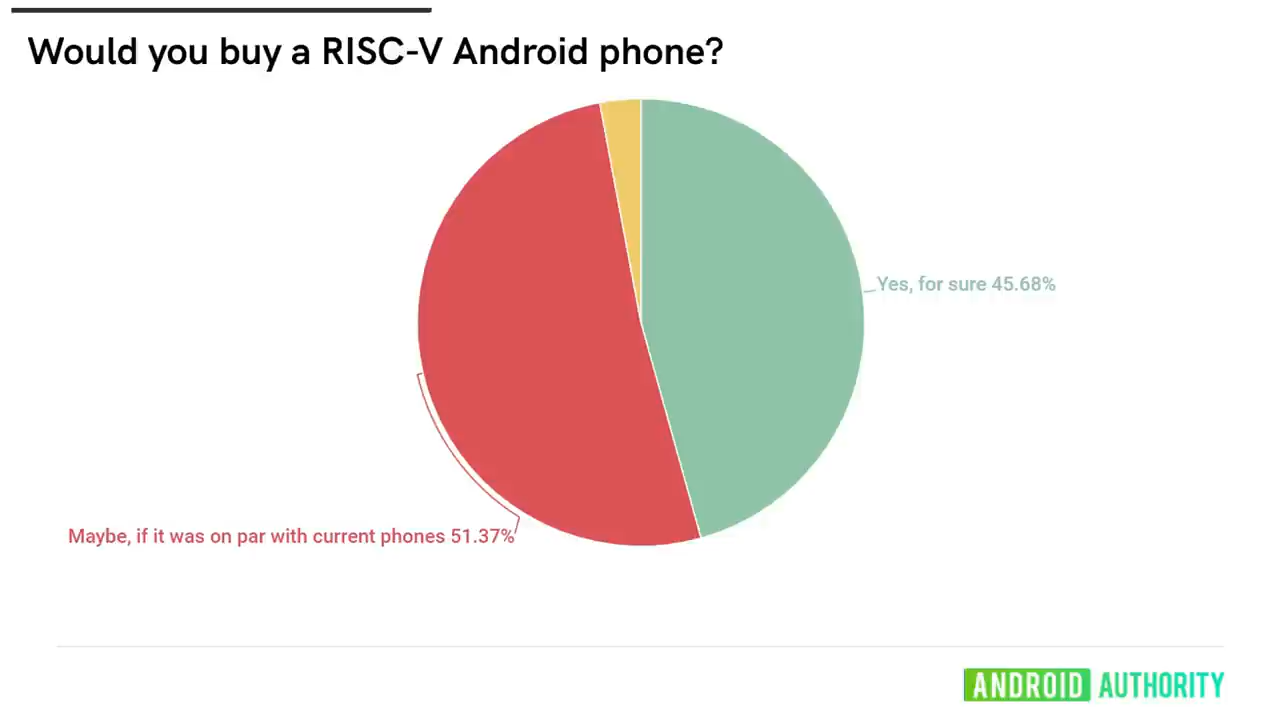 Would you buy a RISC-V Android phone?
Yes, for sure 45.68%
Maybe, if it was on par with current phones 51.37%
ANDROID AUTHORITY